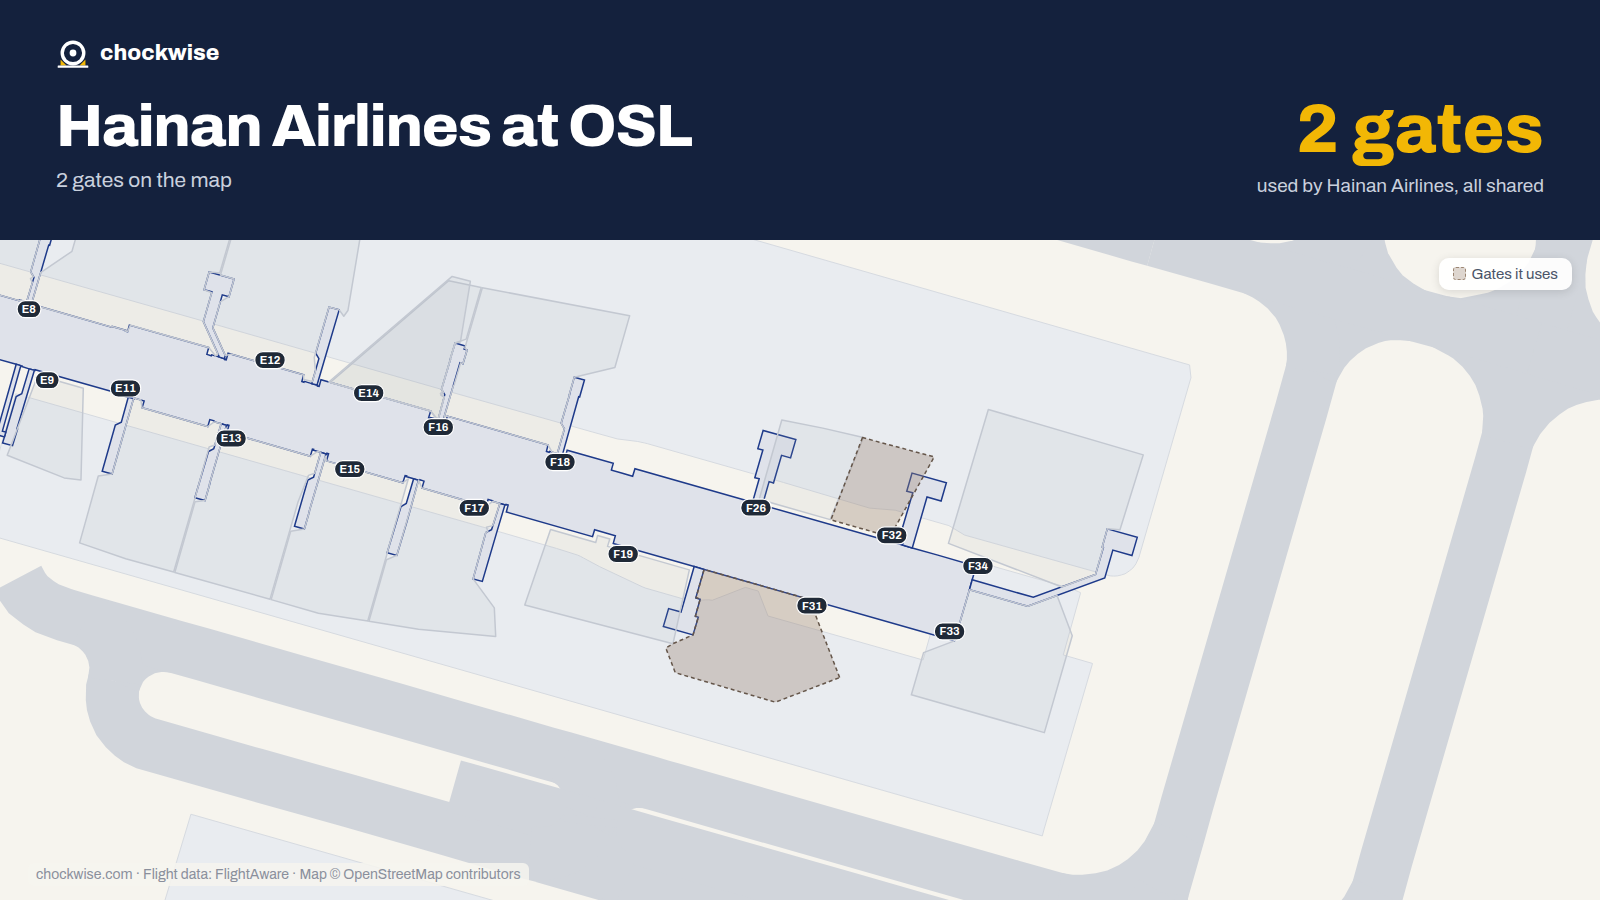 chockwise
Hainan Airlines at OSL
2 gates on the map
2 gates
used by Hainan Airlines, all shared
Gates it uses
E8
E12
E9
E11
E14
F16
E13
F18
E15
F17
F26
F32
F19
F34
F31
F33
chockwise.com · Flight data: FlightAware · Map © OpenStreetMap contributors